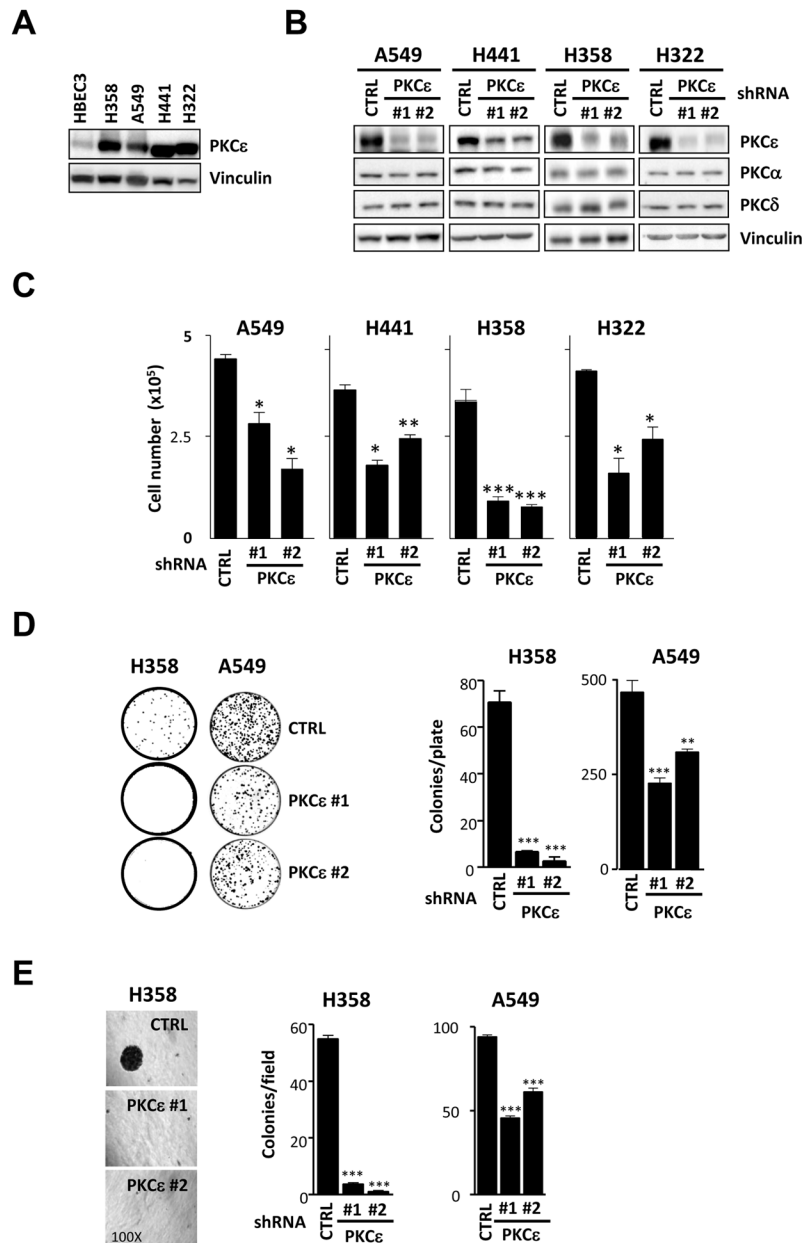 A
HBEC3
H358
A549
H441
H322
PKCε
Vinculin
B
A549 H441 H358 H322
CTRL PKCε CTRL PKCε CTRL PKCε CTRL PKCε shRNA
#1 #2 #1 #2 #1 #2 #1 #2
PKCε
PKCα
PKCδ
Vinculin
C
A549 H441 H358 H322
Cell number (x10⁵)
5
2.5
0
* *
* **
*** ***
* *
shRNA CTRL #1 #2 CTRL #1 #2 CTRL #1 #2 CTRL #1 #2
PKCε PKCε PKCε PKCε
D
H358 A549
CTRL
PKCε #1
PKCε #2
H358
Colonies/plate
80
60
40
20
0
*** ***
shRNA CTRL #1 #2
PKCε
A549
500
250
0
*** **
CTRL #1 #2
PKCε
E
H358
CTRL
PKCε #1
PKCε #2
100X
H358
Colonies/field
60
40
20
0
*** ***
shRNA CTRL #1 #2
PKCε
A549
100
50
0
*** ***
CTRL #1 #2
PKCε